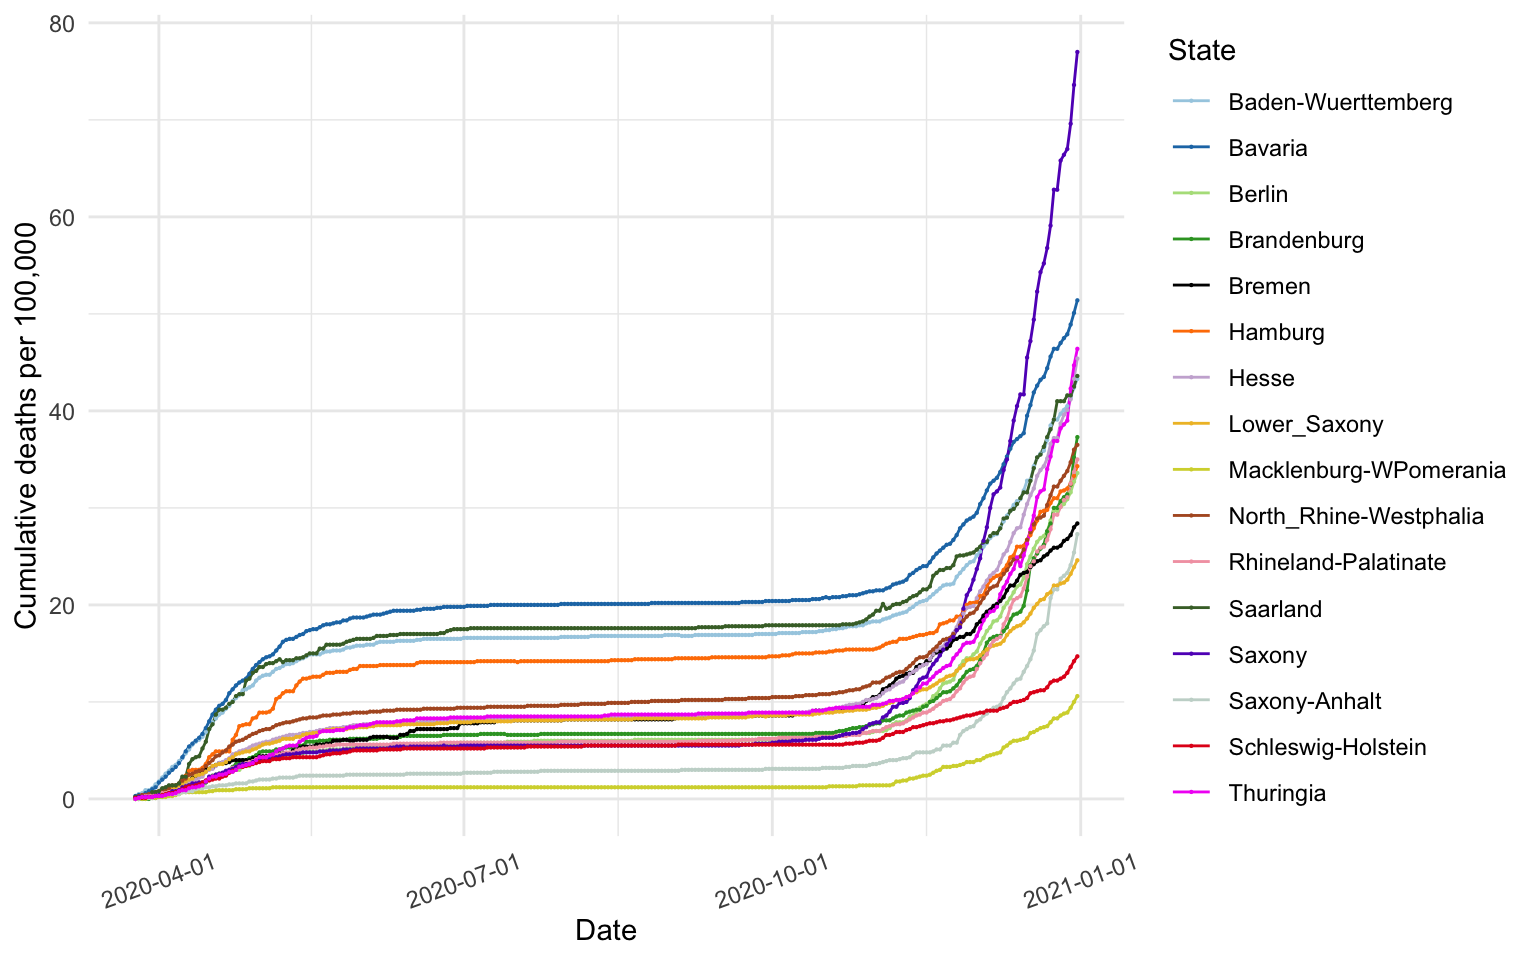 Cumulative deaths per 100,000
80
60
40
20
0
2020-04-01
2020-07-01
2020-10-01
2021-01-01
Date
State
Baden-Wuerttemberg
Bavaria
Berlin
Brandenburg
Bremen
Hamburg
Hesse
Lower_Saxony
Macklenburg-WPomerania
North_Rhine-Westphalia
Rhineland-Palatinate
Saarland
Saxony
Saxony-Anhalt
Schleswig-Holstein
Thuringia